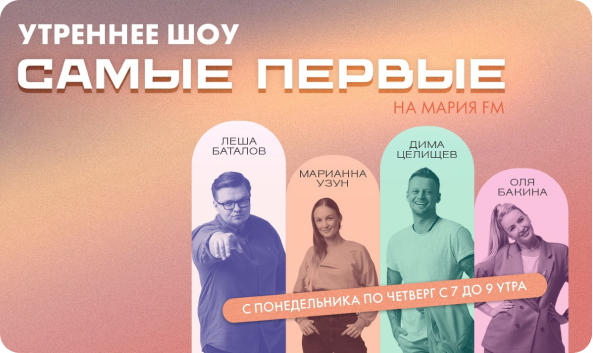 УТРЕННЕЕ ШОУ
САМЫЕ ПЕРВЫЕ
НА МАРИЯ FM
ЛЕША
БАТАЛОВ
МАРИАННА
УЗУН
ДИМА
ЦЕЛИЩЕВ
ОЛЯ
БАКИНА
С ПОНЕДЕЛЬНИКА ПО ЧЕТВЕРГ С 7 ДО 9 УТРА